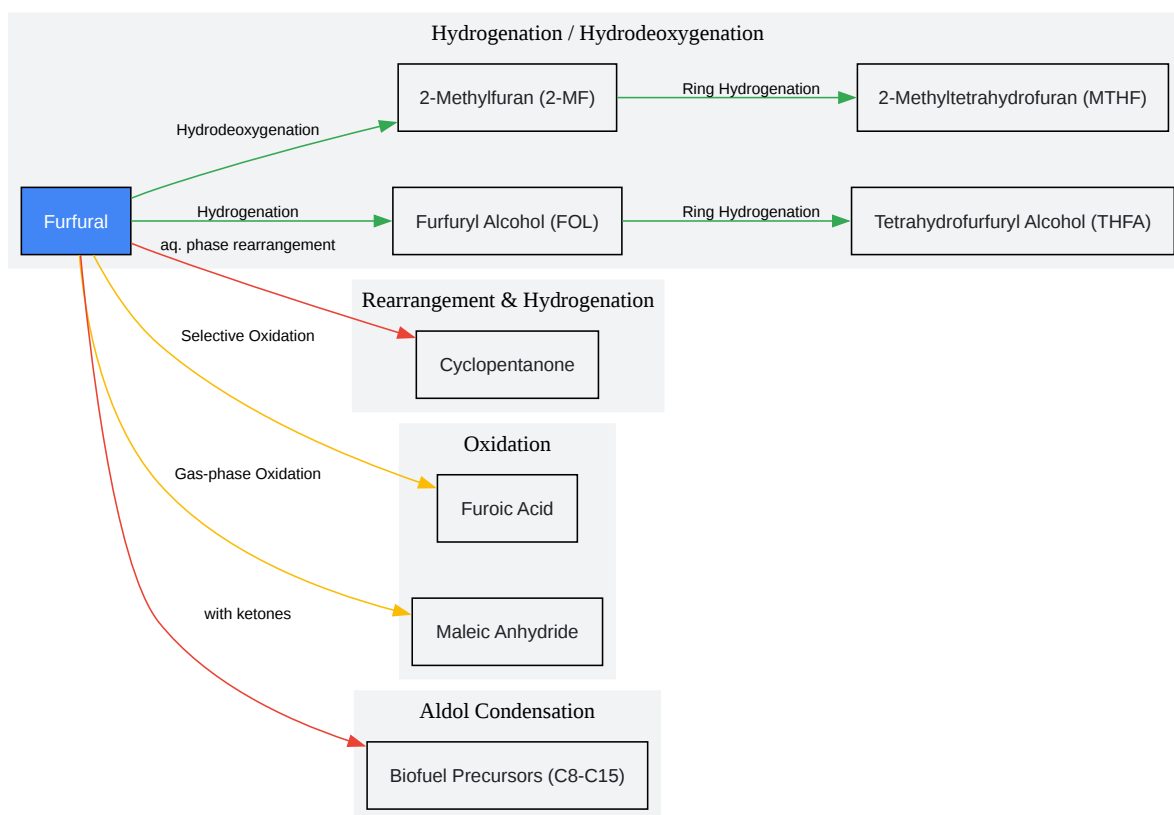 Hydrogenation / Hydrodeoxygenation
2-Methylfuran (2-MF)
Ring Hydrogenation
2-Methyltetrahydrofuran (MTHF)
Hydrodeoxygenation
Furfural
Hydrogenation
Furfuryl Alcohol (FOL)
Ring Hydrogenation
Tetrahydrofurfuryl Alcohol (THFA)
aq. phase rearrangement
Rearrangement & Hydrogenation
Selective Oxidation
Cyclopentanone
Oxidation
Gas-phase Oxidation
Furoic Acid
with ketones
Maleic Anhydride
Aldol Condensation
Biofuel Precursors (C8-C15)